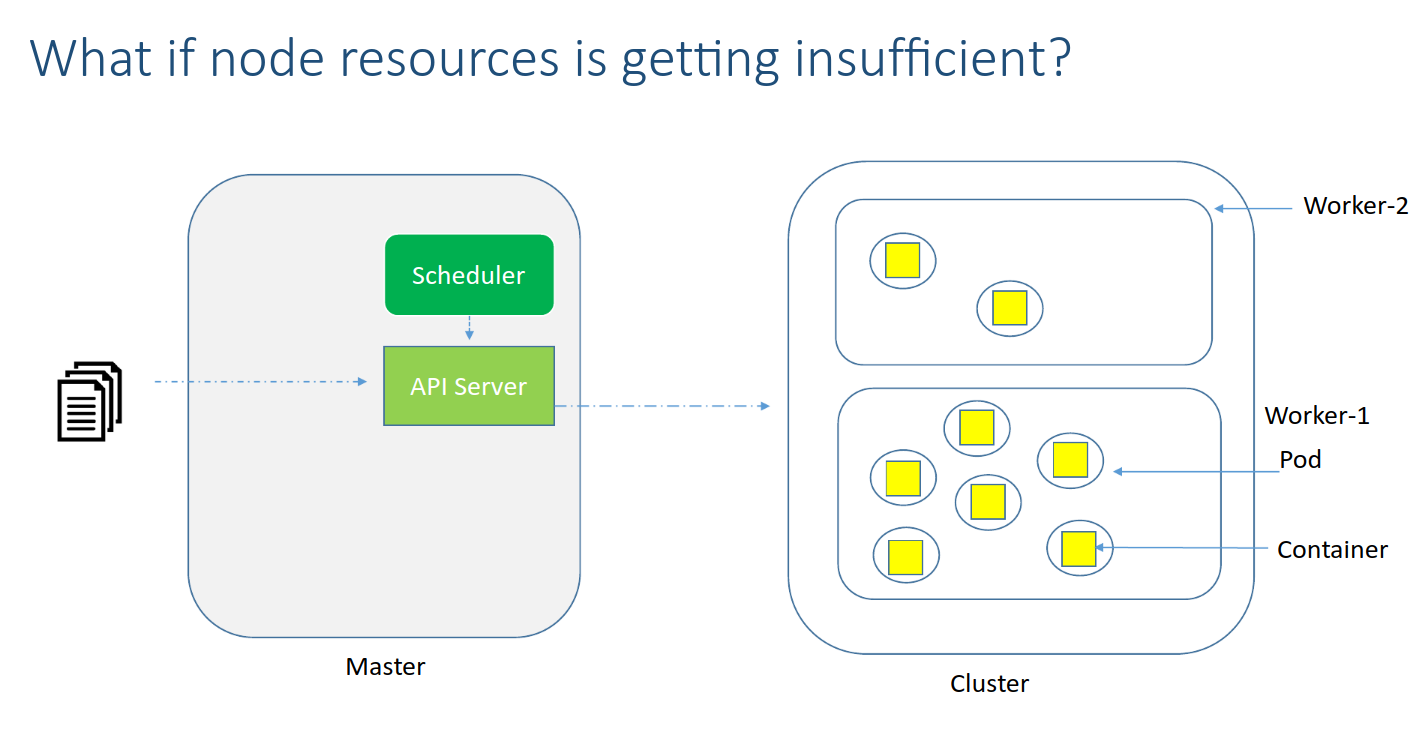 What if node resources is getting insufficient?
Worker-2
Scheduler
API Server
Worker-1
Pod
Container
Master
Cluster